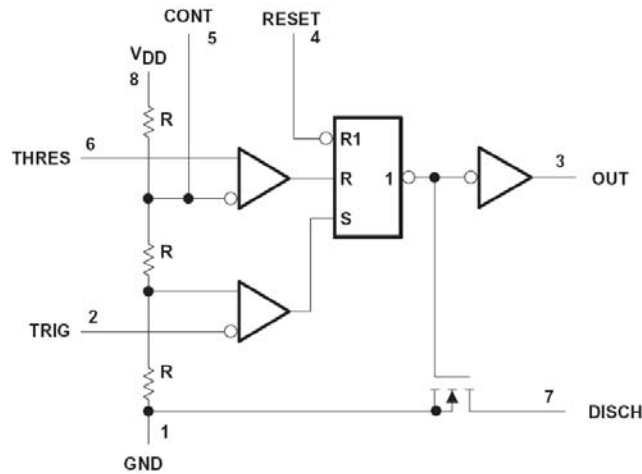 CONT
5
RESET
4
VDD
8
R
6
THRES
R1
R
1
3
OUT
S
R
2
TRIG
R
7
DISCH
1
GND